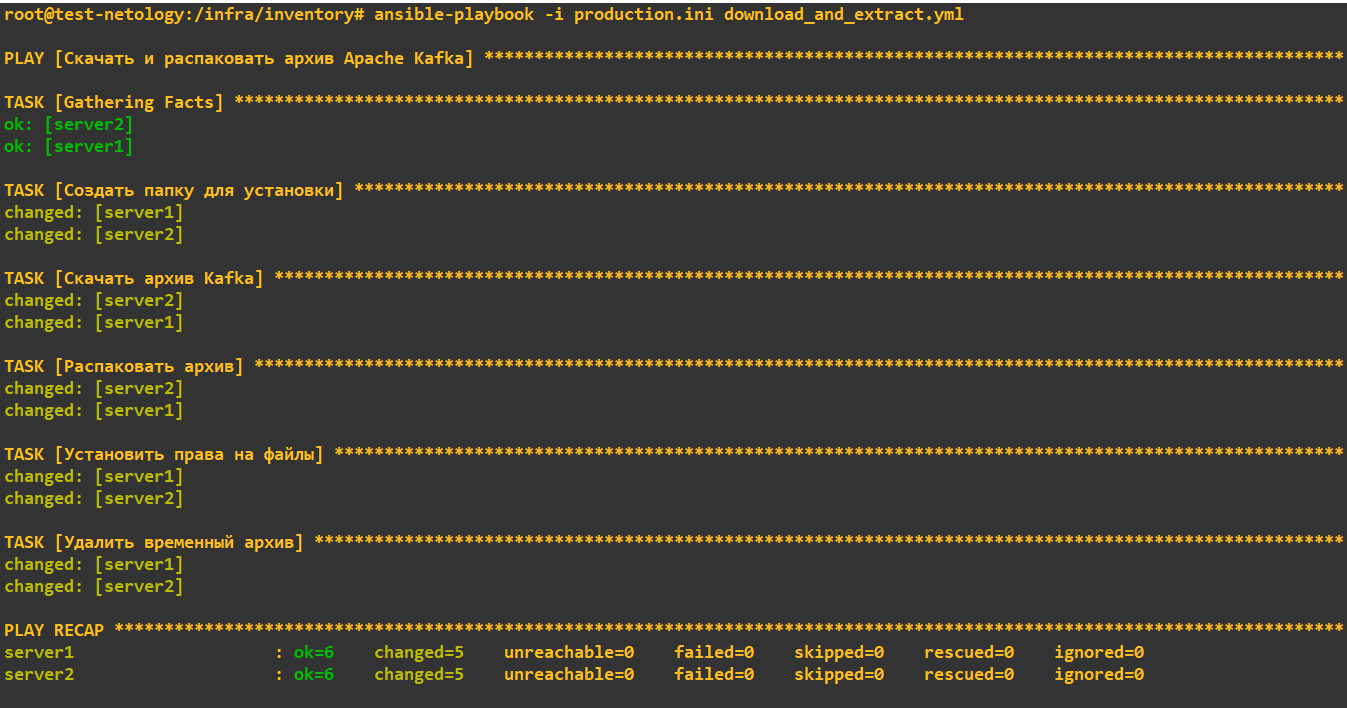 root@test-netology:/infra/inventory# ansible-playbook -i production.ini download_and_extract.yml
PLAY [Скачать и распаковать архив Apache Kafka] **************************************************************************************
TASK [Gathering Facts] ***************************************************************************************************************
ok: [server2]
ok: [server1]
TASK [Создать папку для установки] ***************************************************************************************************
changed: [server1]
changed: [server2]
TASK [Скачать архив Kafka] ***********************************************************************************************************
changed: [server2]
changed: [server1]
TASK [Распаковать архив] *************************************************************************************************************
changed: [server2]
changed: [server1]
TASK [Установить права на файлы] *****************************************************************************************************
changed: [server1]
changed: [server2]
TASK [Удалить временный архив] *******************************************************************************************************
changed: [server1]
changed: [server2]
PLAY RECAP ***************************************************************************************************************************
server1                    : ok=6    changed=5    unreachable=0    failed=0    skipped=0    rescued=0    ignored=0
server2                    : ok=6    changed=5    unreachable=0    failed=0    skipped=0    rescued=0    ignored=0